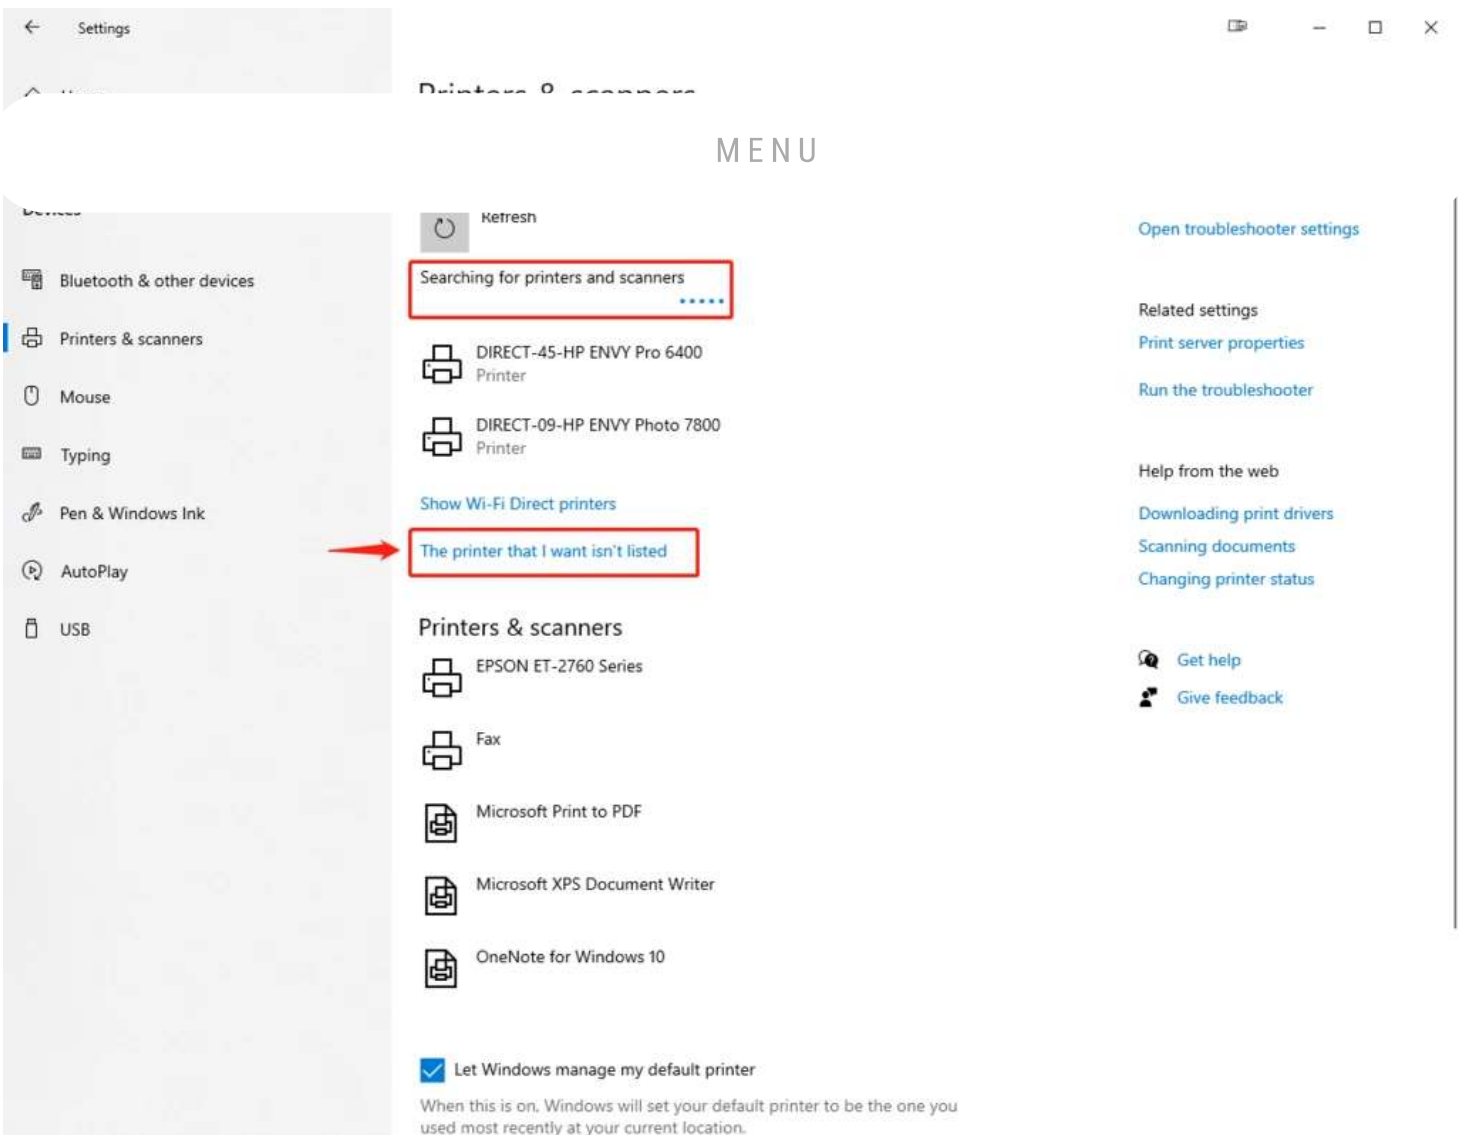 Settings
Printers & scanners
MENU
Refresh
Devices
Open troubleshooter settings
Searching for printers and scanners
Bluetooth & other devices
Related settings
Printers & scanners
Print server properties
DIRECT-45-HP ENVY Pro 6400
Printer
Mouse
Run the troubleshooter
DIRECT-09-HP ENVY Photo 7800
Printer
Typing
Help from the web
Show Wi-Fi Direct printers
Pen & Windows Ink
Downloading print drivers
The printer that I want isn't listed
Scanning documents
AutoPlay
Changing printer status
Printers & scanners
USB
EPSON ET-2760 Series
Get help
Give feedback
Fax
Microsoft Print to PDF
Microsoft XPS Document Writer
OneNote for Windows 10
Let Windows manage my default printer
When this is on, Windows will set your default printer to be the one you
used most recently at your current location.